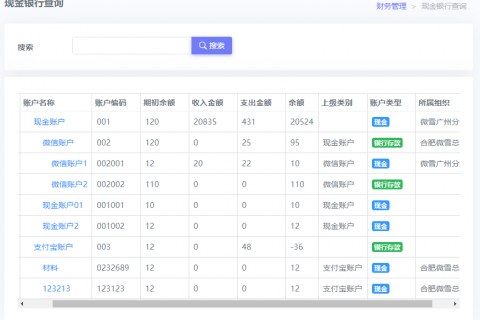 现金银行查询
财务管理 > 现金银行查询
搜索 搜索
账户名称 账户编码 期初余额 收入金额 支出金额 余额 上级类别 账户类型 所属组织
现金账户 001 120 20835 431 20524 现金 微雪广州分
微信账户 002 120 0 25 95 现金账户 银行存款 合肥微雪总
微信账户1 002001 12 20 22 10 微信账户 现金 微雪广州分
微信账户2 002002 110 0 0 110 微信账户 银行存款
现金账户01 001001 10 0 0 10 现金账户 现金
现金账户2 001002 12 0 0 12 现金账户 现金
支付宝账户 003 12 0 48 -36 银行存款
材料 0232689 12 0 0 12 支付宝账户 现金 合肥微雪总
123213 123123 12 0 0 12 支付宝账户 现金 合肥微雪总